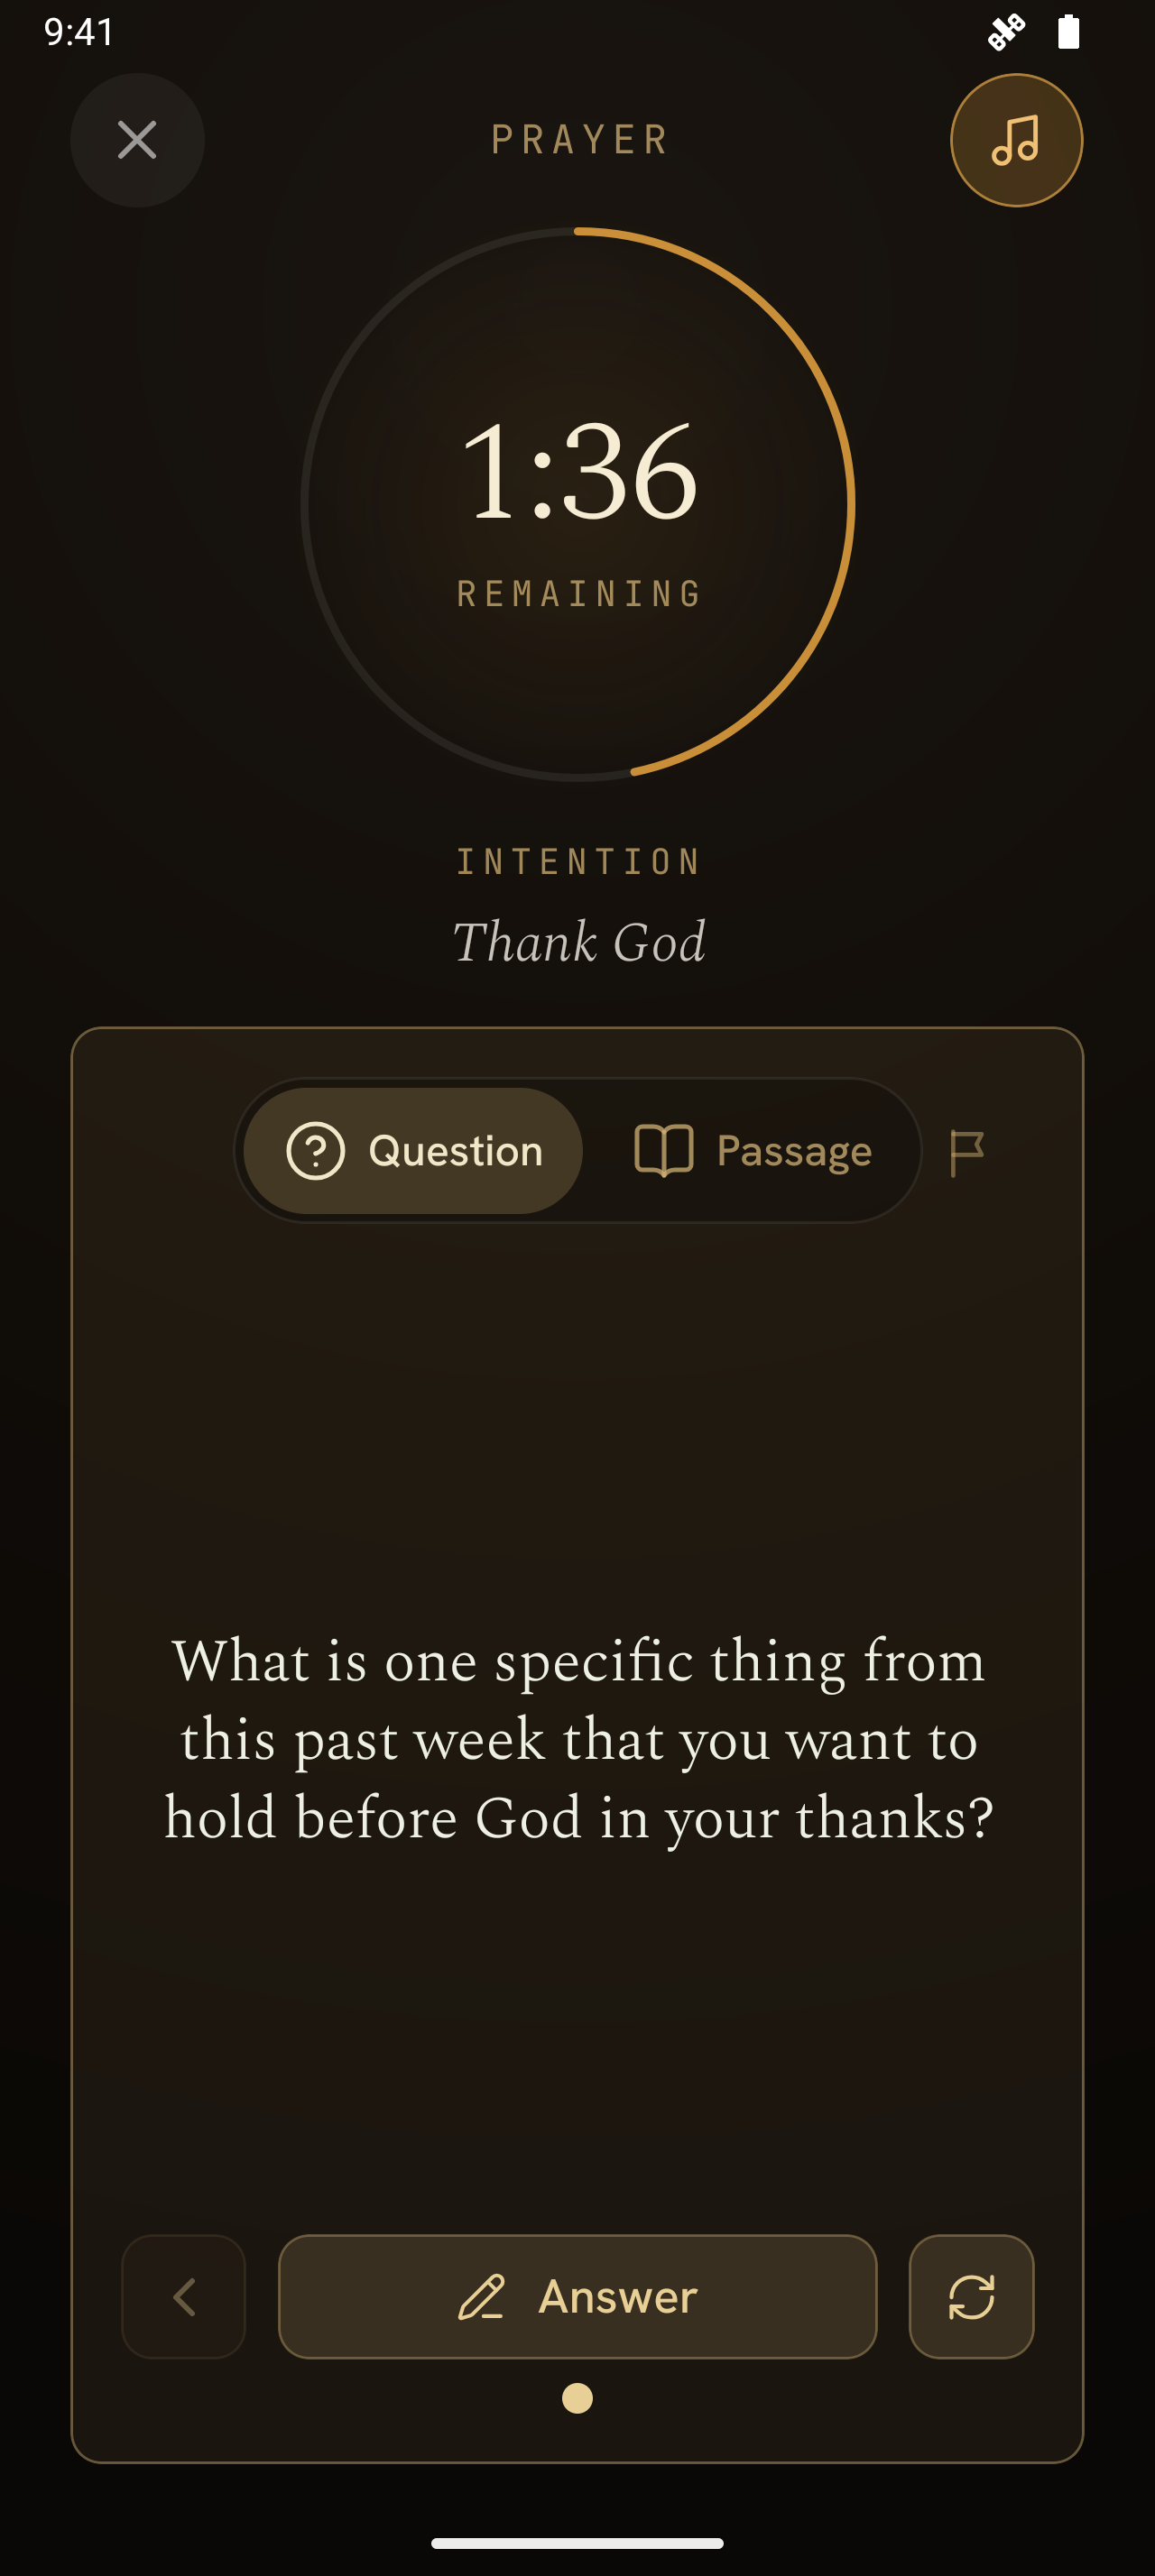 9:41
PRAYER
1:36
REMAINING
INTENTION
Thank God
Question
Passage
What is one specific thing from
this past week that you want to
hold before God in your thanks?
Answer